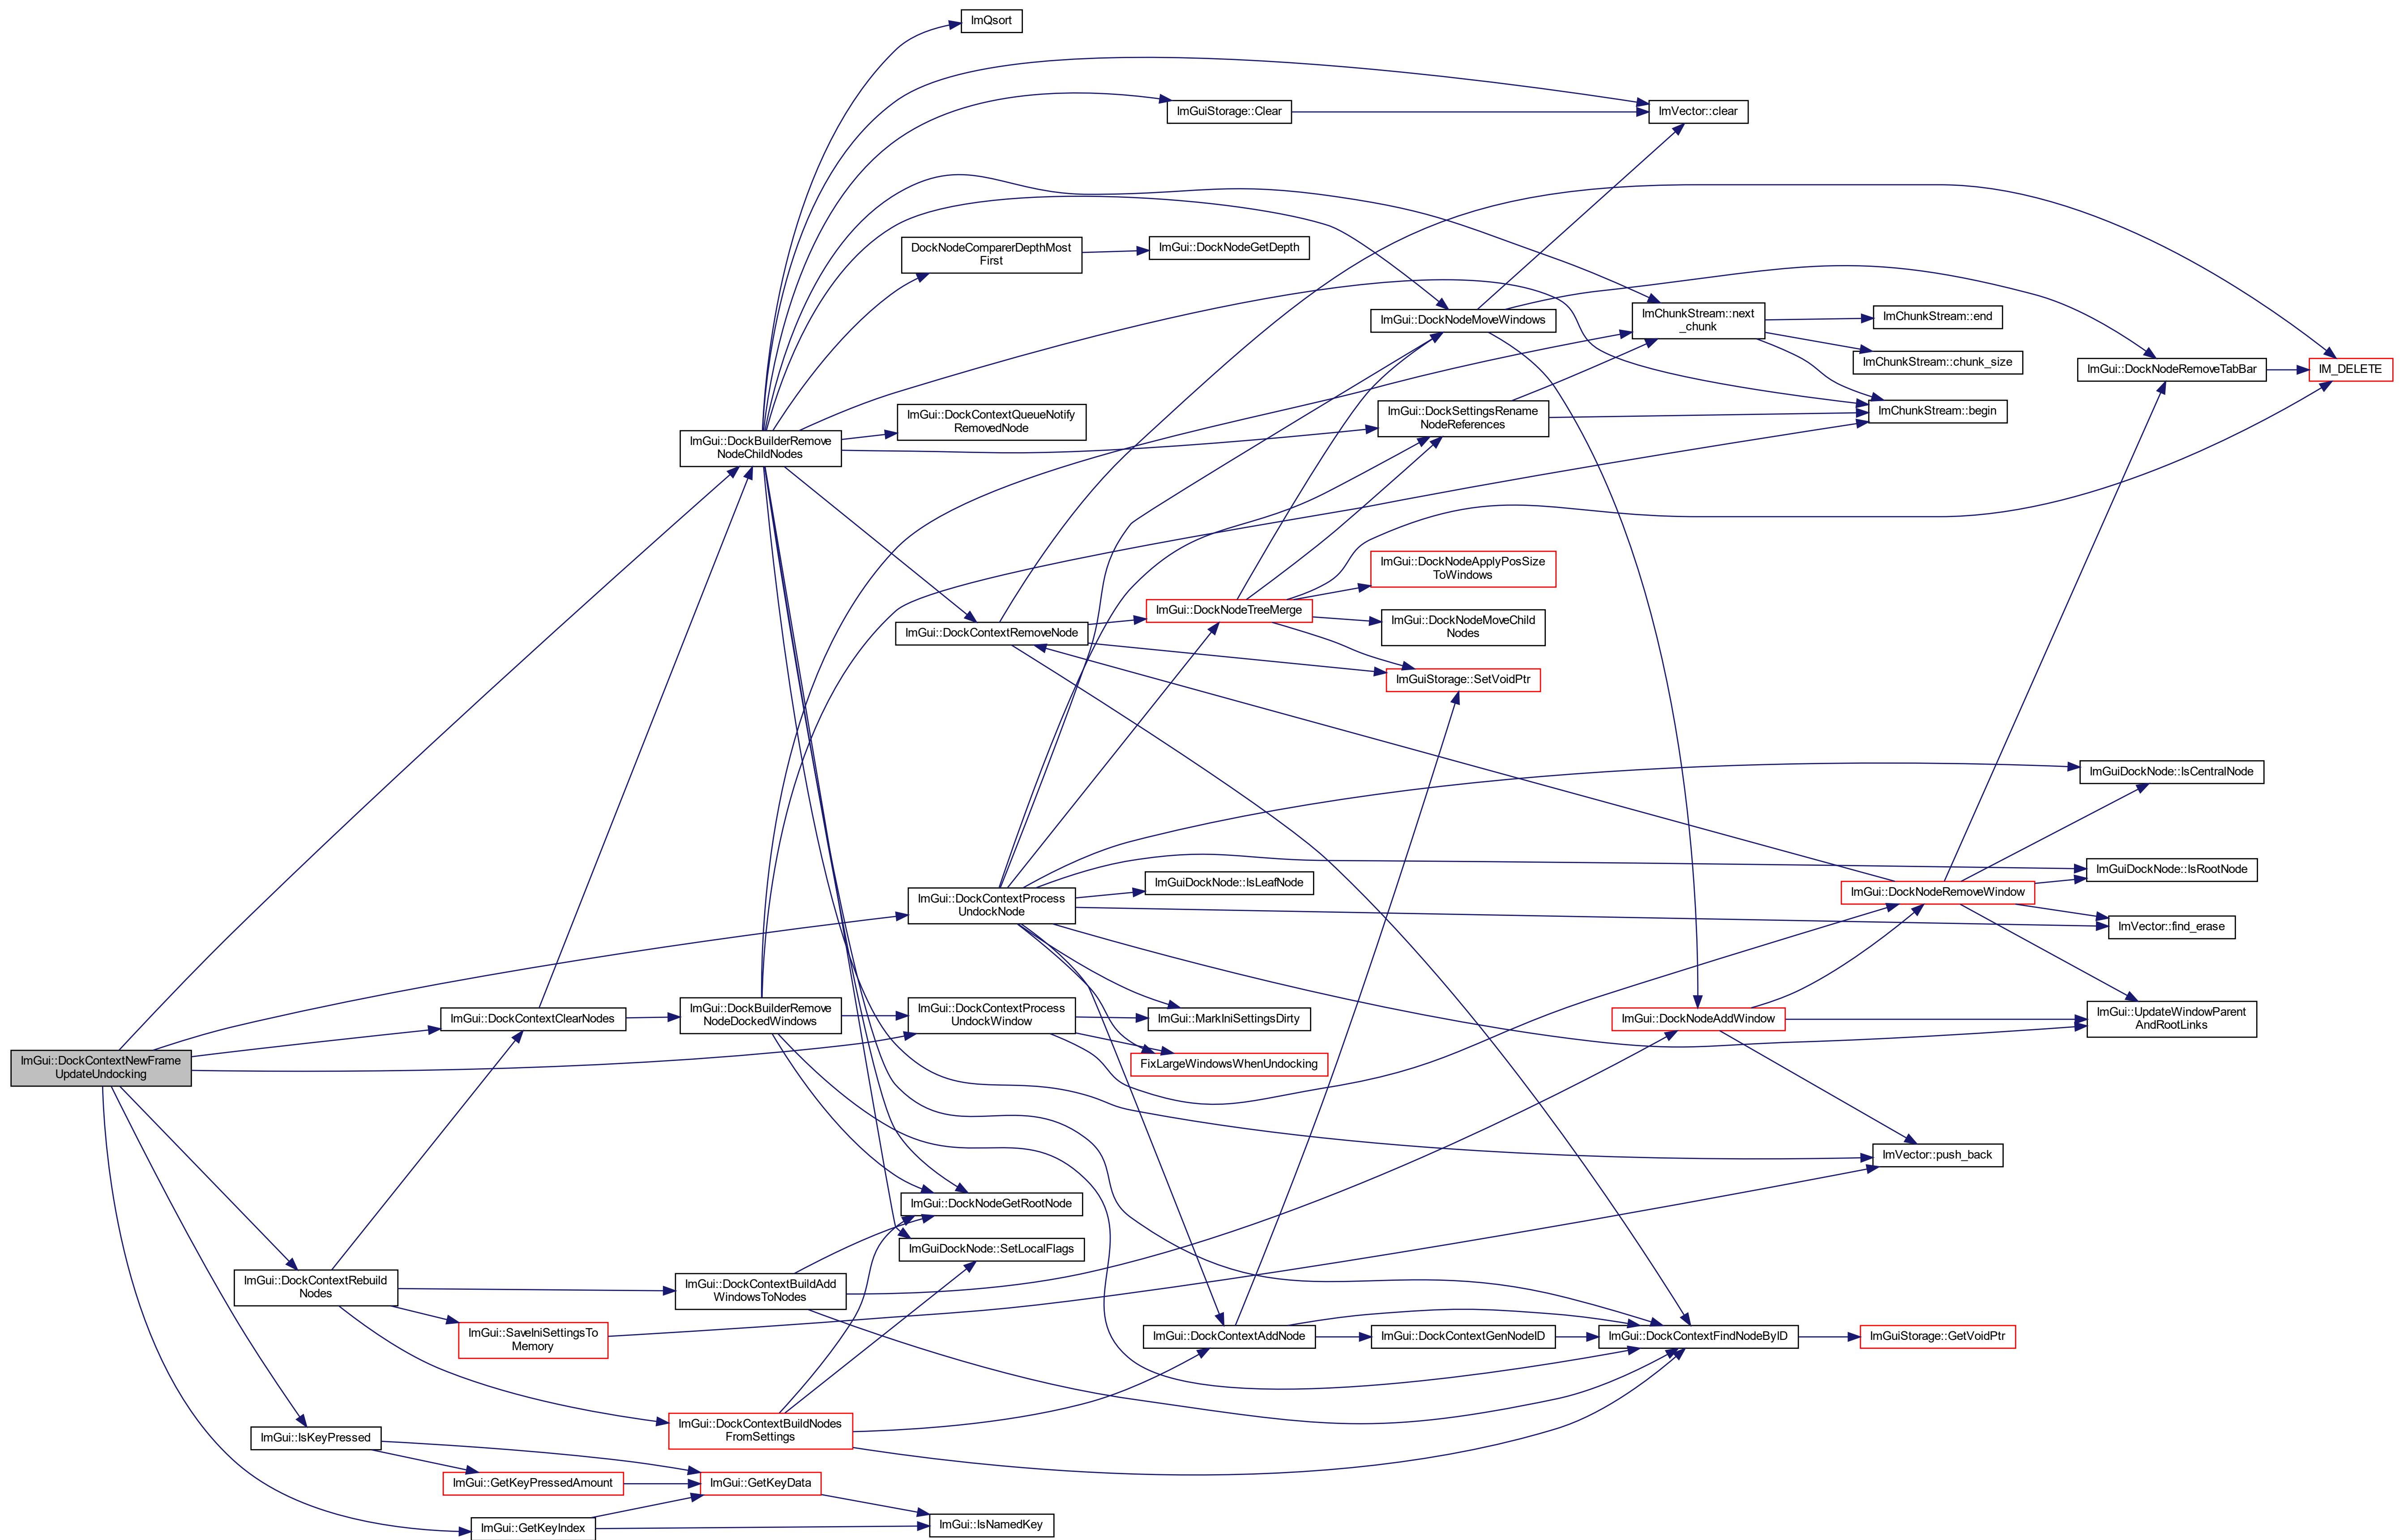 ImQsort
ImGuiStorage::Clear
ImVector::clear
DockNodeComparerDepthMost
First
ImGui::DockNodeGetDepth
ImGui::DockNodeMoveWindows
ImChunkStream::next
_chunk
ImChunkStream::end
ImChunkStream::chunk_size
ImGui::DockNodeRemoveTabBar
IM_DELETE
ImGui::DockContextQueueNotify
RemovedNode
ImGui::DockSettingsRename
NodeReferences
ImChunkStream::begin
ImGui::DockBuilderRemove
NodeChildNodes
ImGui::DockNodeApplyPosSize
ToWindows
ImGui::DockNodeTreeMerge
ImGui::DockContextRemoveNode
ImGui::DockNodeMoveChild
Nodes
ImGuiStorage::SetVoidPtr
ImGuiDockNode::IsCentralNode
ImGuiDockNode::IsRootNode
ImGuiDockNode::IsLeafNode
ImGui::DockContextProcess
UndockNode
ImGui::DockNodeRemoveWindow
ImVector::find_erase
ImGui::DockContextClearNodes
ImGui::DockBuilderRemove
NodeDockedWindows
ImGui::DockContextProcess
UndockWindow
ImGui::MarkIniSettingsDirty
ImGui::DockNodeAddWindow
ImGui::UpdateWindowParent
AndRootLinks
ImGui::DockContextNewFrame
UpdateUndocking
FixLargeWindowsWhenUndocking
ImVector::push_back
ImGui::DockNodeGetRootNode
ImGuiDockNode::SetLocalFlags
ImGui::DockContextRebuild
Nodes
ImGui::DockContextBuildAdd
WindowsToNodes
ImGui::SaveIniSettingsTo
Memory
ImGui::DockContextAddNode
ImGui::DockContextGenNodeID
ImGui::DockContextFindNodeByID
ImGuiStorage::GetVoidPtr
ImGui::DockContextBuildNodes
FromSettings
ImGui::IsKeyPressed
ImGui::GetKeyPressedAmount
ImGui::GetKeyData
ImGui::GetKeyIndex
ImGui::IsNamedKey